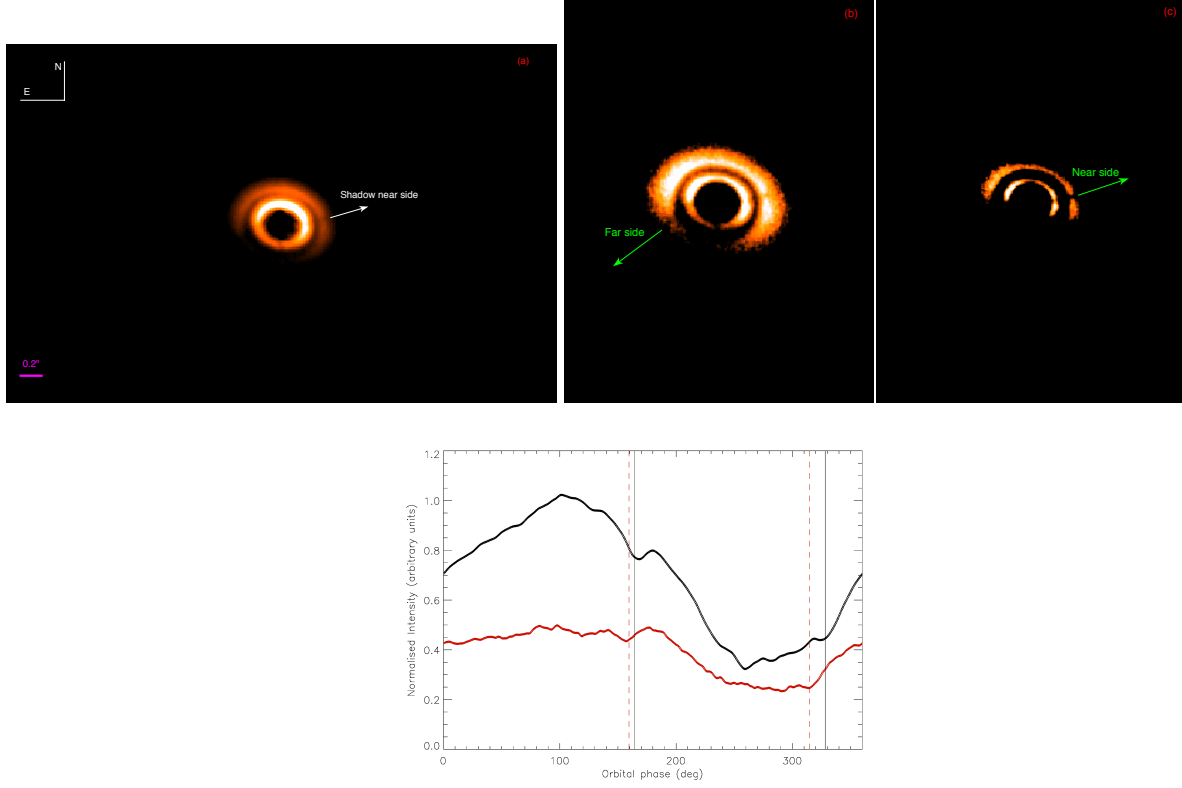 (a)
N
E
Shadow near side
0.2"
(b)
Far side
(c)
Near side
Normalised Intensity (arbitrary units)
1.2
1.0
0.8
0.6
0.4
0.2
0.0
0 100 200 300
Orbital phase (deg)